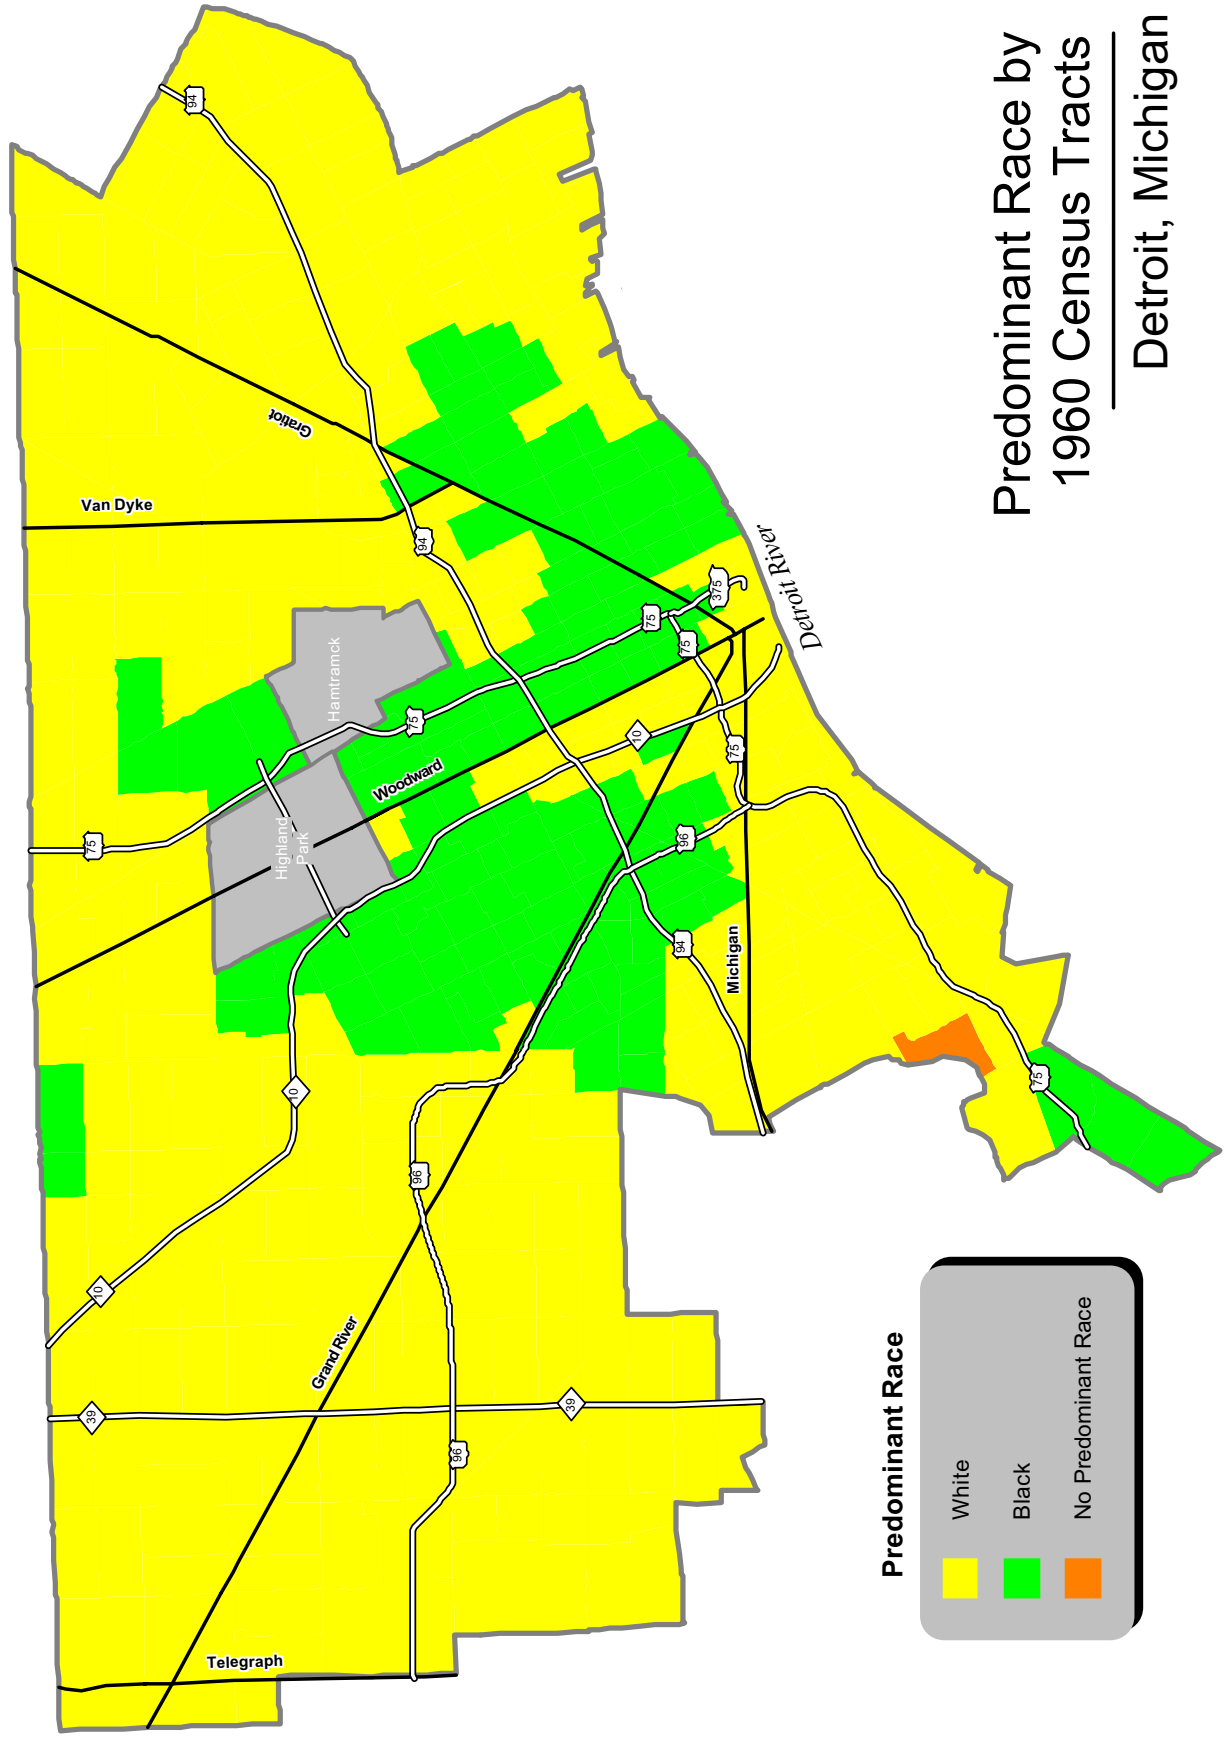 Predominant Race by
1960 Census Tracts
Detroit, Michigan
Telegraph
Grand River
39
39
96
96
10
10
Michigan
94
96
75
75
Woodward
10
Highland
Park
Hamtramck
75
75
75
75
375
Detroit River
94
Van Dyke
Gratiot
94
10
Predominant Race
White
Black
No Predominant Race